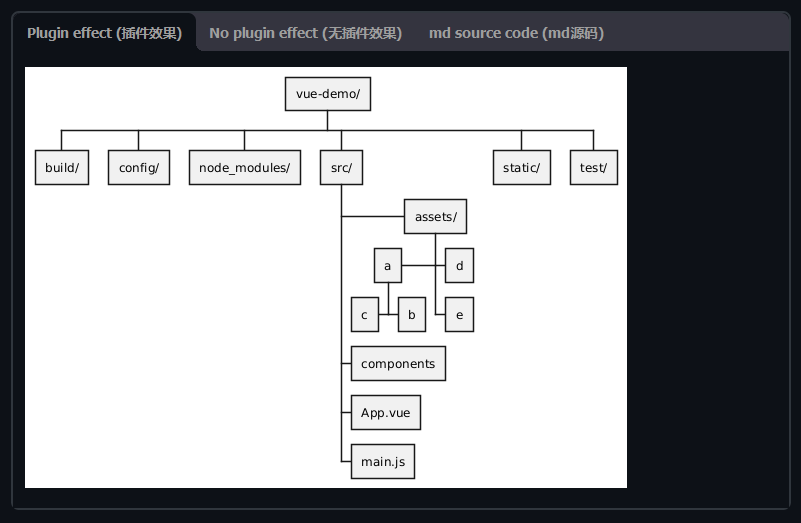 Plugin effect (插件效果) No plugin effect (无插件效果) md source code (md源码)
vue-demo/
build/ config/ node_modules/ src/ static/ test/
assets/
a d
c b e
components
App.vue
main.js